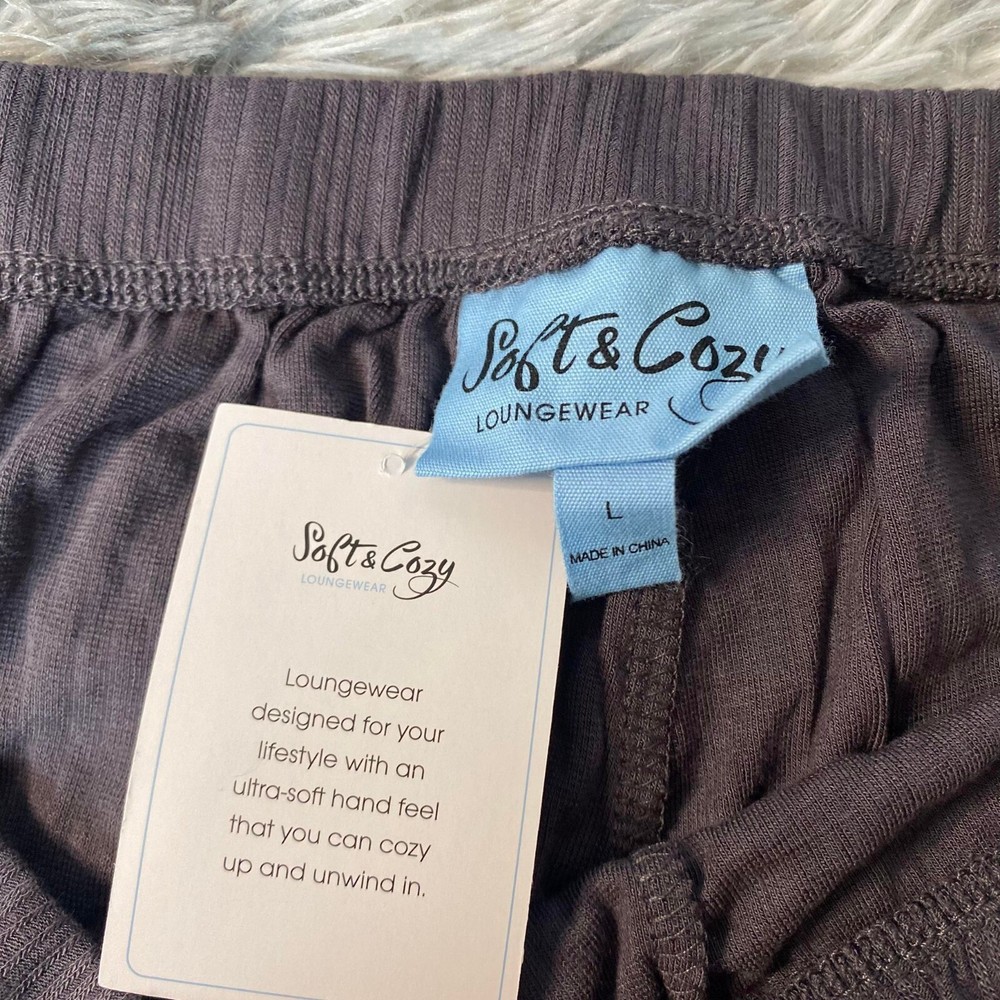 Soft & Cozy
LOUNGEWEAR
L
MADE IN CHINA
Soft & Cozy
LOUNGEWEAR
Loungewear
designed for your
lifestyle with an
ultra-soft hand feel
that you can cozy
up and unwind in.